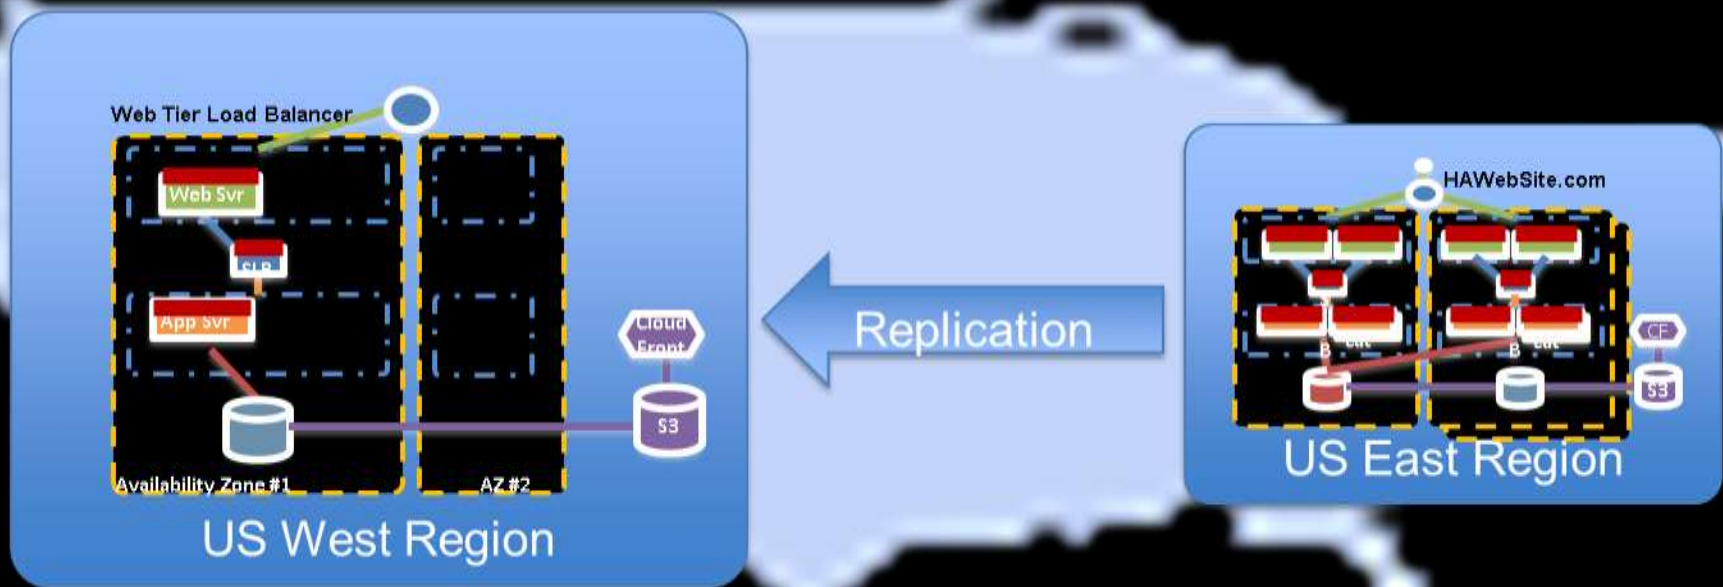 Web Tier Load Balancer
Web Svr
SLB
App Svr
Cloud
Front
S3
Availability Zone #1
AZ #2
US West Region
Replication
HAWebSite.com
CF
S3
US East Region